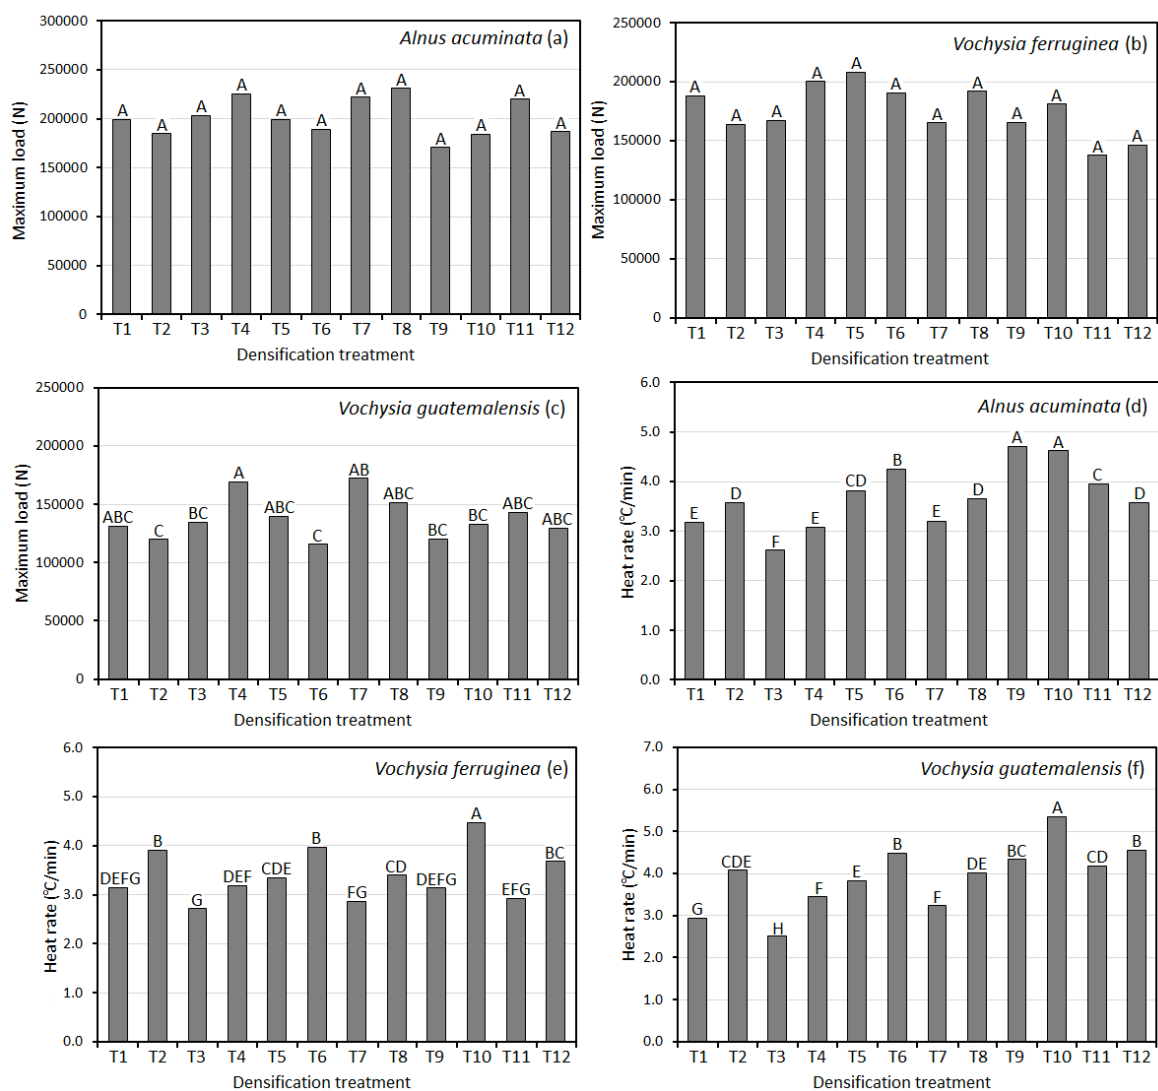 Alnus acuminata (a)
Maximum load (N)
300000
250000
200000
150000
100000
50000
0
A A A A A A A A A A A A
T1 T2 T3 T4 T5 T6 T7 T8 T9 T10 T11 T12
Densification treatment
Vochysia ferruginea (b)
Maximum load (N)
250000
200000
150000
100000
50000
0
A A A A A A A A A A A A
T1 T2 T3 T4 T5 T6 T7 T8 T9 T10 T11 T12
Densification treatment
Vochysia guatemalensis (c)
Maximum load (N)
250000
200000
150000
100000
50000
0
ABC C BC A ABC C AB ABC BC BC ABC ABC
T1 T2 T3 T4 T5 T6 T7 T8 T9 T10 T11 T12
Densification treatment
Alnus acuminata (d)
Heat rate (°C/min)
6.0
5.0
4.0
3.0
2.0
1.0
0.0
E D F E CD B E D A A C D
T1 T2 T3 T4 T5 T6 T7 T8 T9 T10 T11 T12
Densification treatment
Vochysia ferruginea (e)
Heat rate (°C/min)
6.0
5.0
4.0
3.0
2.0
1.0
0.0
DEFG B G DEF CDE B FG CD DEFG A EFG BC
T1 T2 T3 T4 T5 T6 T7 T8 T9 T10 T11 T12
Densification treatment
Vochysia guatemalensis (f)
Heat rate (°C/min)
7.0
6.0
5.0
4.0
3.0
2.0
1.0
0.0
G CDE H F E B F DE BC A CD B
T1 T2 T3 T4 T5 T6 T7 T8 T9 T10 T11 T12
Densification treatment